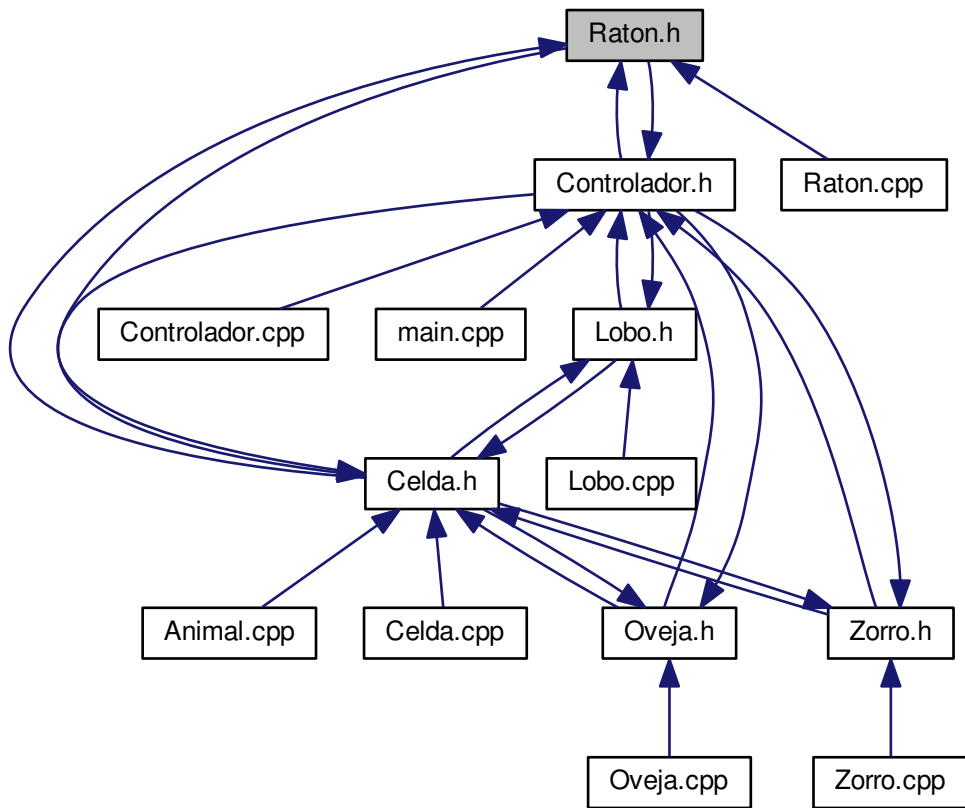 Raton.h
Controlador.h
Raton.cpp
Controlador.cpp
main.cpp
Lobo.h
Celda.h
Lobo.cpp
Animal.cpp
Celda.cpp
Oveja.h
Zorro.h
Oveja.cpp
Zorro.cpp